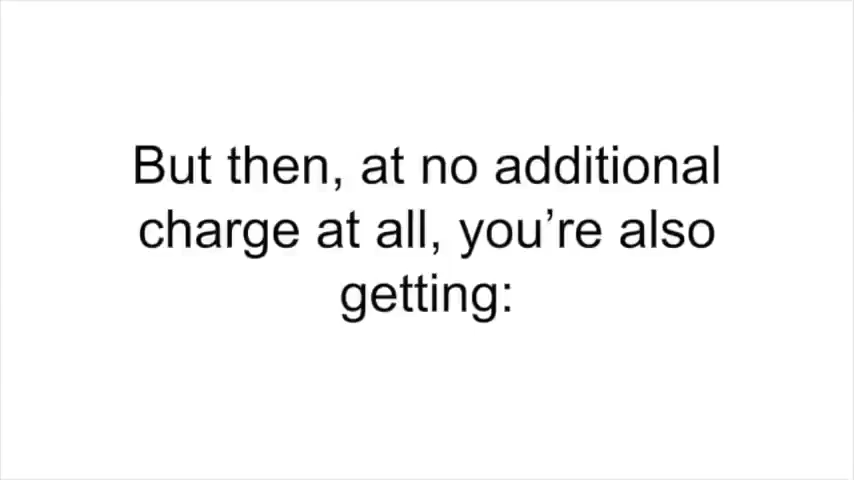 But then, at no additional
charge at all, you’re also
getting: